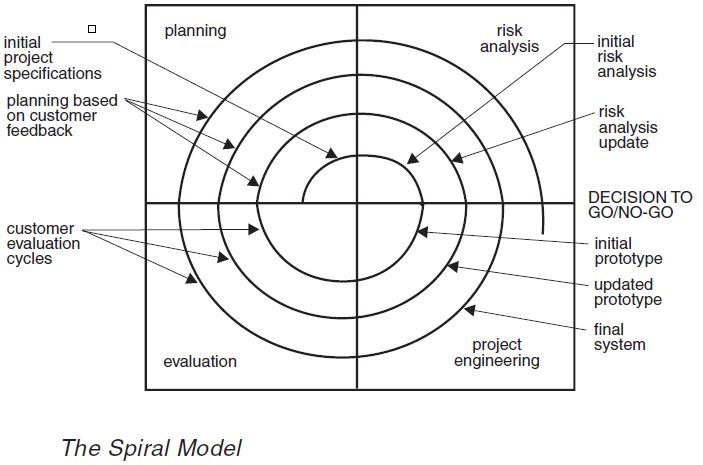 planning
risk
analysis
initial
project
specifications
initial
risk
analysis
planning based
on customer
feedback
risk
analysis
update
DECISION TO
GO/NO-GO
customer
evaluation
cycles
initial
prototype
updated
prototype
final
system
evaluation
project
engineering
The Spiral Model